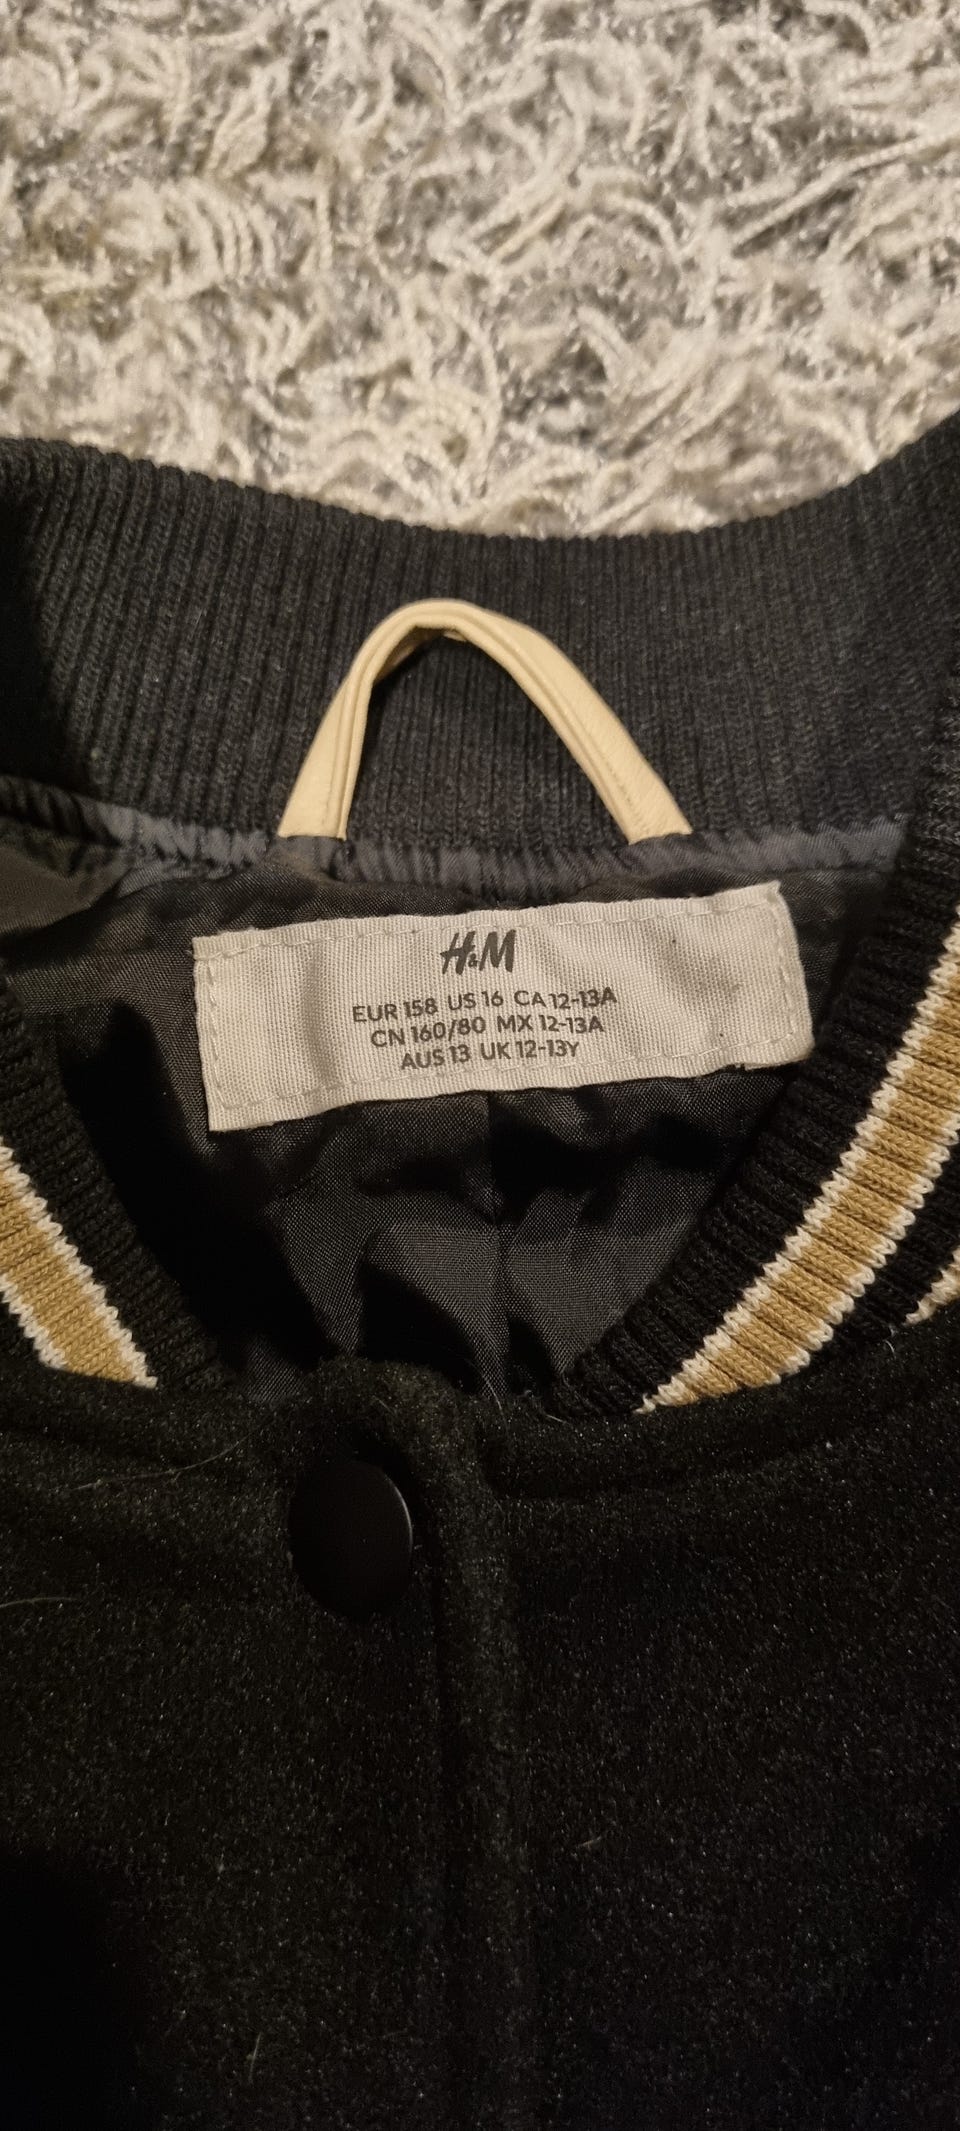 H&M
EUR 158 US 16 CA 12-13A
CN 160/80 MX 12-13A
AUS 13 UK 12-13Y